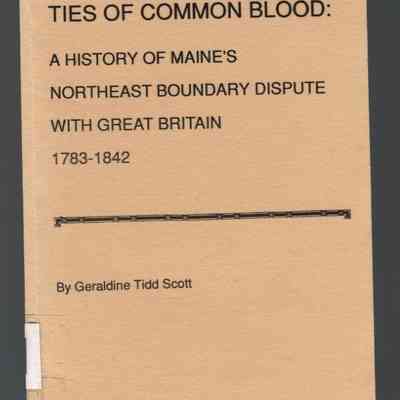 TIES OF COMMON BLOOD:
A HISTORY OF MAINE'S
NORTHEAST BOUNDARY DISPUTE
WITH GREAT BRITAIN
1783-1842
By Geraldine Tidd Scott